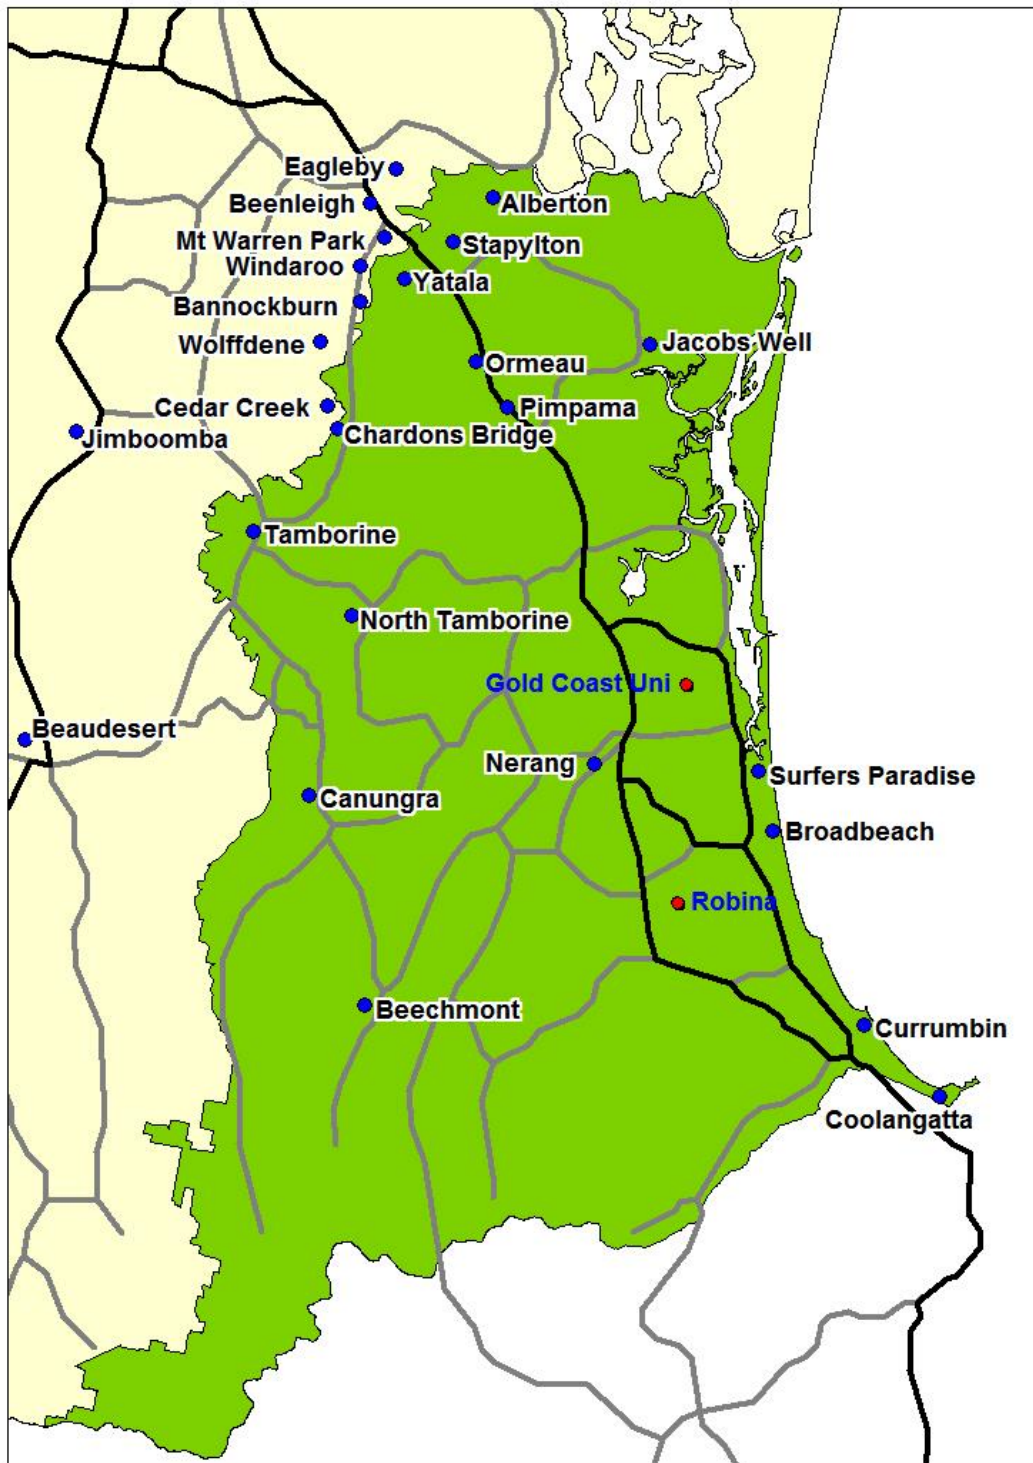 Eagleby
Beenleigh
Alberton
Mt Warren Park
Stapylton
Windaroo
Yatala
Bannockburn
Wolffdene
Jacobs Well
Ormeau
Cedar Creek
Pimpama
Jimboomba
Chardons Bridge
Tamborine
North Tamborine
Gold Coast Uni
Beaudesert
Nerang
Surfers Paradise
Canungra
Broadbeach
Robina
Beechmont
Currumbin
Coolangatta